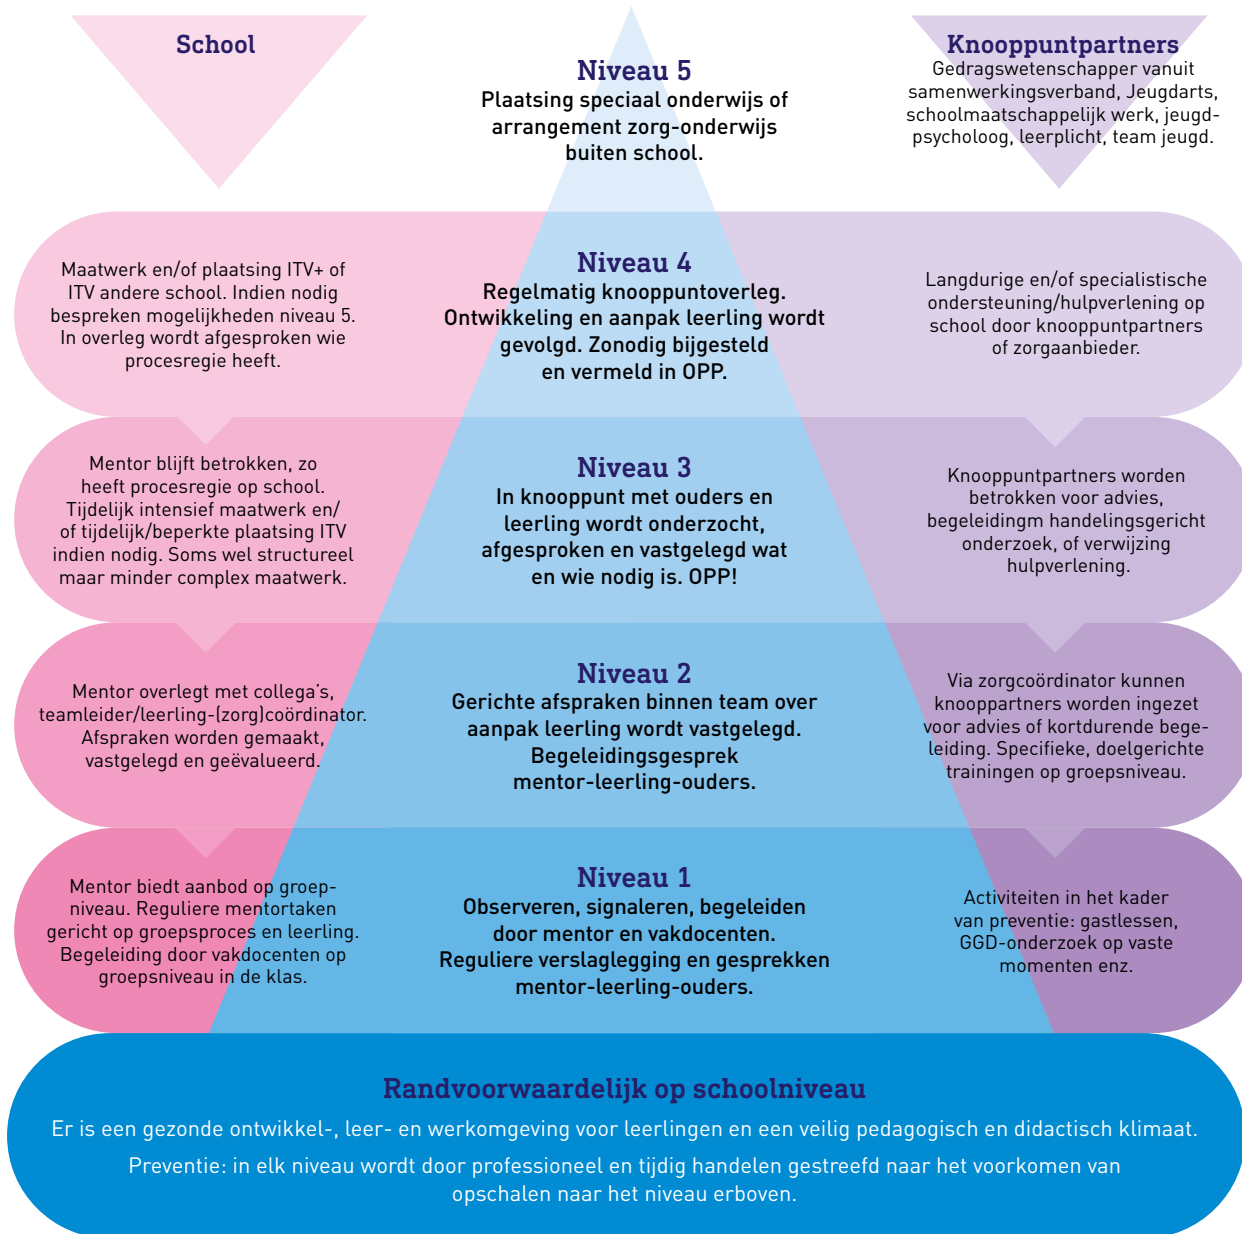 School
Niveau 5
Plaatsing speciaal onderwijs of
arrangement zorg-onderwijs
buiten school.
Knooppuntpartners
Gedragswetenschapper vanuit
samenwerkingsverband, Jeugdarts,
schoolmaatschappelijk werk, jeugd-
psycholoog, leerplicht, team jeugd.
Maatwerk en/of plaatsing ITV+ of
ITV andere school. Indien nodig
bespreken mogelijkheden niveau 5.
In overleg wordt afgesproken wie
procesregie heeft.
Niveau 4
Regelmatig knooppuntoverleg.
Ontwikkeling en aanpak leerling wordt
gevolgd. Zonodig bijgesteld
en vermeld in OPP.
Langdurige en/of specialistische
ondersteuning/hulpverlening op
school door knooppuntpartners
of zorgaanbieder.
Mentor blijft betrokken, zo
heeft procesregie op school.
Tijdelijk intensief maatwerk en/
of tijdelijk/beperkte plaatsing ITV
indien nodig. Soms wel structureel
maar minder complex maatwerk.
Niveau 3
In knooppunt met ouders en
leerling wordt onderzocht,
afgesproken en vastgelegd wat
en wie nodig is. OPP!
Knooppuntpartners worden
betrokken voor advies,
begeleidingm handelingsgericht
onderzoek, of verwijzing
hulpverlening.
Mentor overlegt met collega's,
teamleider/leerling-(zorg)coördinator.
Afspraken worden gemaakt,
vastgelegd en geëvalueerd.
Niveau 2
Gerichte afspraken binnen team over
aanpak leerling wordt vastgelegd.
Begeleidingsgesprek
mentor-leerling-ouders.
Via zorgcoördinator kunnen
knooppartners worden ingezet
voor advies of kortdurende bege-
leiding. Specifieke, doelgerichte
trainingen op groepsniveau.
Mentor biedt aanbod op groep-
niveau. Reguliere mentortaken
gericht op groepsproces en leerling.
Begeleiding door vakdocenten op
groepsniveau in de klas.
Niveau 1
Observeren, signaleren, begeleiden
door mentor en vakdocenten.
Reguliere verslaglegging en gesprekken
mentor-leerling-ouders.
Activiteiten in het kader
van preventie: gastlessen,
GGD-onderzoek op vaste
momenten enz.
Randvoorwaardelijk op schoolniveau
Er is een gezonde ontwikkel-, leer- en werkomgeving voor leerlingen en een veilig pedagogisch en didactisch klimaat.
Preventie: in elk niveau wordt door professioneel en tijdig handelen gestreefd naar het voorkomen van
opschalen naar het niveau erboven.